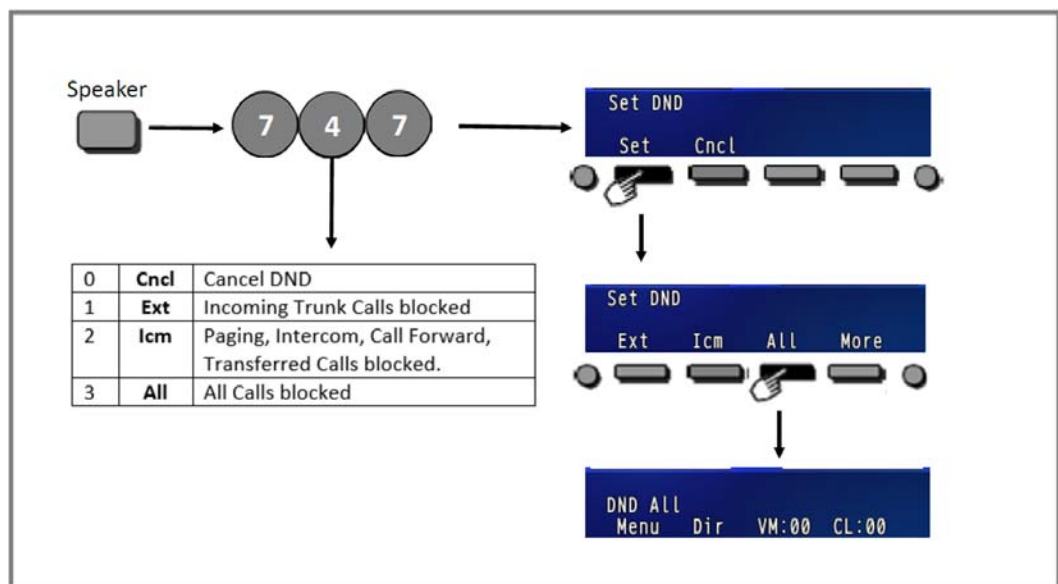 Speaker
7 4 7
Set DND
Set Cncl
0 Cncl Cancel DND
1 Ext Incoming Trunk Calls blocked
2 Icm Paging, Intercom, Call Forward,
Transferred Calls blocked.
3 All All Calls blocked
Set DND
Ext Icm All More
DND All
Menu Dir VM:00 CL:00